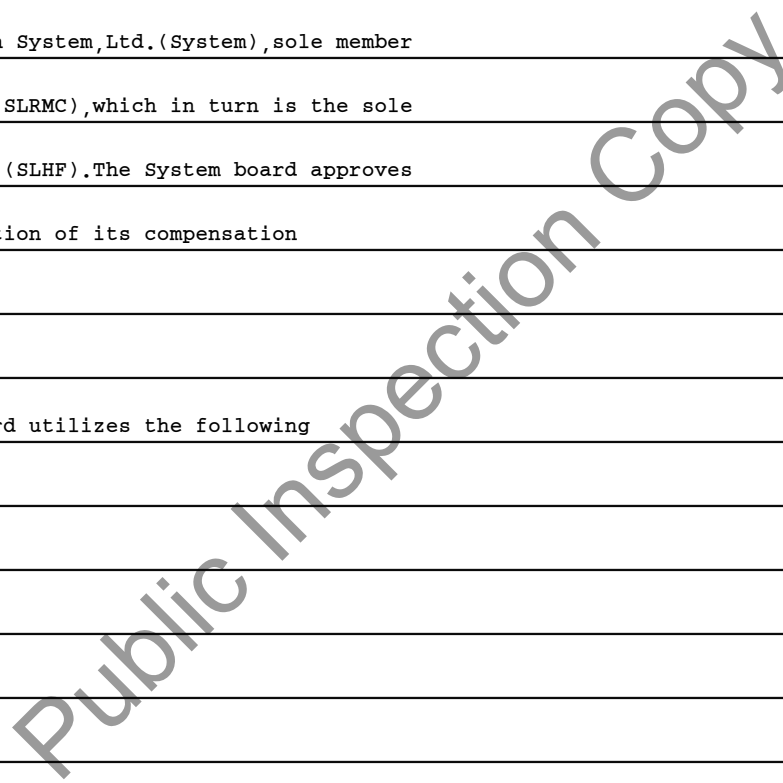 System,Ltd.(System),sole member
SLRMC),which in turn is the sole
(SLHF).The System board approves
tion of its compensation
rd utilizes the following
Public Inspection Copy